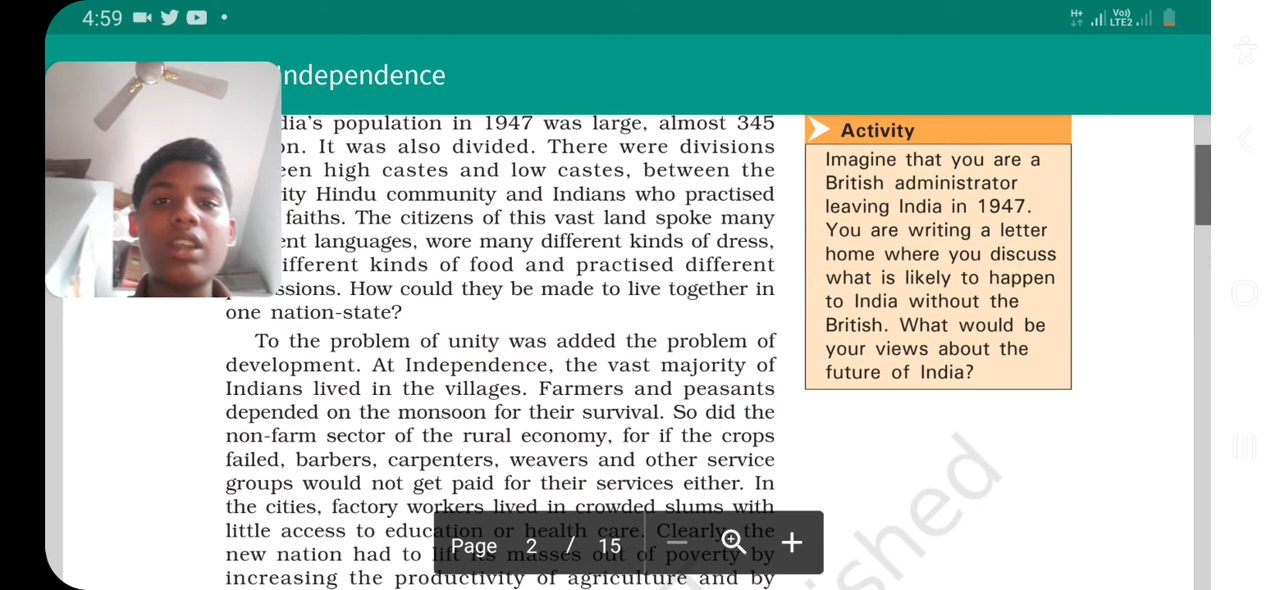 4:59
H+
Vo)
LTE2
Independence
dia's population in 1947 was large, almost 345
on. It was also divided. There were divisions
een high castes and low castes, between the
ity Hindu community and Indians who practised
faiths. The citizens of this vast land spoke many
ent languages, wore many different kinds of dress,
ifferent kinds of food and practised different
ssions. How could they be made to live together in
one nation-state?
To the problem of unity was added the problem of
development. At Independence, the vast majority of
Indians lived in the villages. Farmers and peasants
depended on the monsoon for their survival. So did the
non-farm sector of the rural economy, for if the crops
failed, barbers, carpenters, weavers and other service
groups would not get paid for their services either. In
the cities, factory workers lived in crowded slums with
little access to education or health care. Clearly, the
new nation had to lift its masses out of poverty by
increasing the productivity of agriculture and by
Activity
Imagine that you are a
British administrator
leaving India in 1947.
You are writing a letter
home where you discuss
what is likely to happen
to India without the
British. What would be
your views about the
future of India?
Page 2 / 15
shed